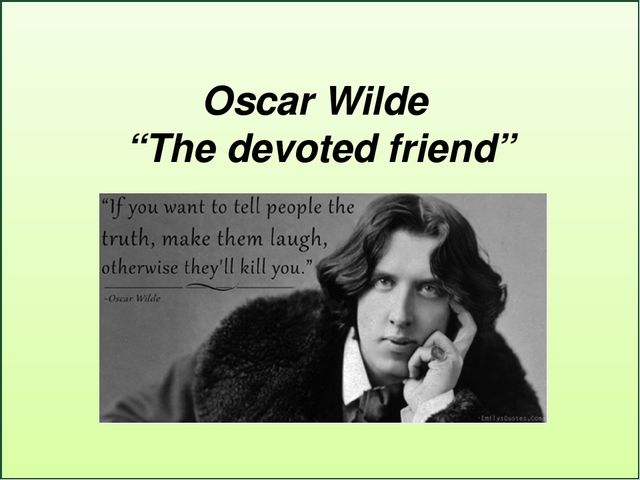 Oscar Wilde
“The devoted friend”
“If you want to tell people the
truth, make them laugh,
otherwise they'll kill you.”
-Oscar Wilde
-EmilysQuotes.Com